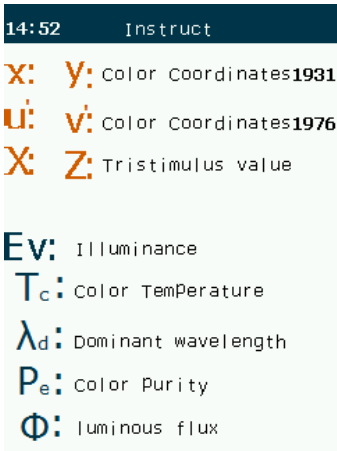 14:52 Instruct
x: y: Color Coordinates1931
u': v': Color Coordinates1976
X: Z: Tristimulus value
Ev: Illuminance
Tc: Color TemPerature
λd: Dominant wavelength
Pe: Color Purity
Φ: luminous flux